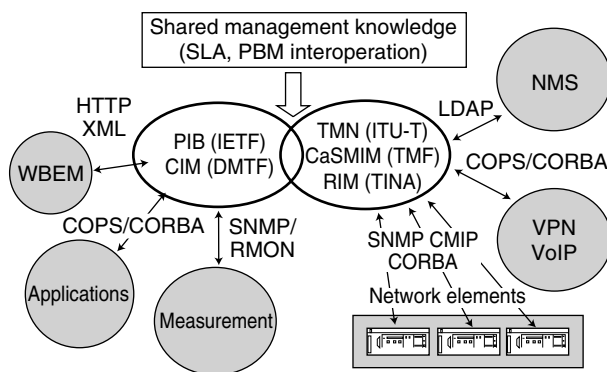 Shared management knowledge
(SLA, PBM interoperation)
HTTP
XML
WBEM
PIB (IETF)
CIM (DMTF)
TMN (ITU-T)
CaSMIM (TMF)
RIM (TINA)
LDAP
NMS
COPS/CORBA
VPN
VoIP
COPS/CORBA
Applications
SNMP/
RMON
Measurement
SNMP CMIP
CORBA
Network elements